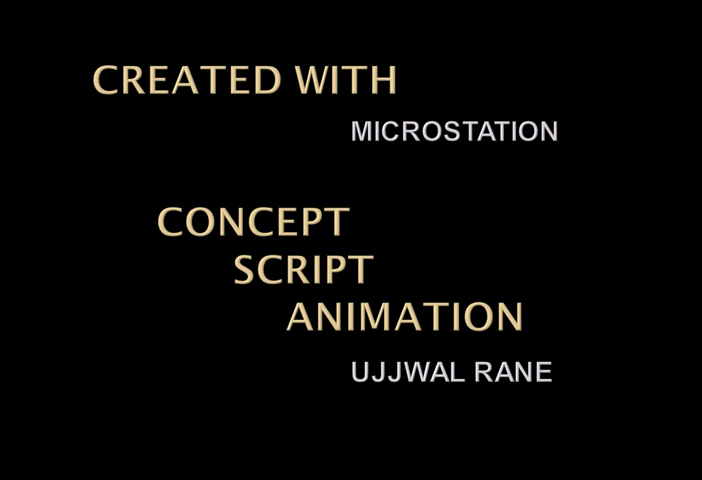 CREATED WITH
MICROSTATION
CONCEPT
SCRIPT
ANIMATION
UJJWAL RANE